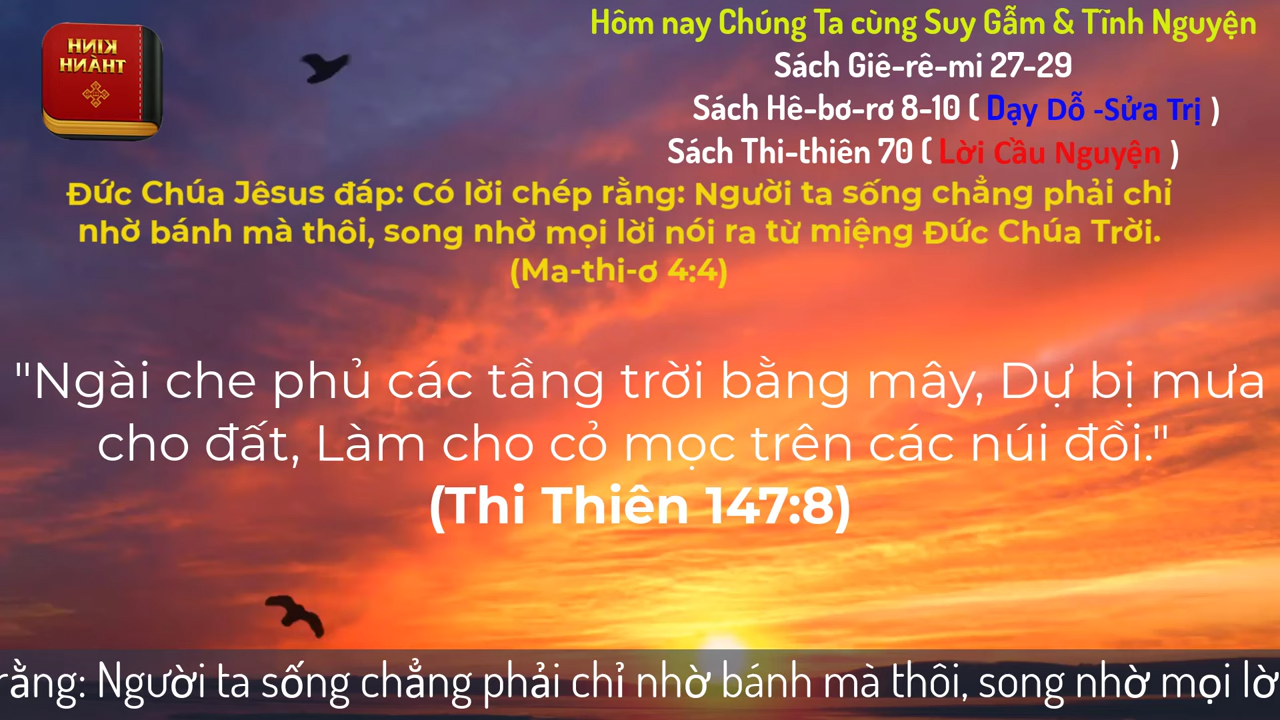 KINH
THÁNH
Hôm nay Chúng Ta cùng Suy Gẫm & Tĩnh Nguyện
Sách Giê-rê-mi 27-29
Sách Hê-bơ-rơ 8-10 ( Dạy Dỗ -Sửa Trị )
Sách Thi-thiên 70 ( Lời Cầu Nguyện )
Đức Chúa Jêsus đáp: Có lời chép rằng: Người ta sống chẳng phải chỉ
nhờ bánh mà thôi, song nhờ mọi lời nói ra từ miệng Đức Chúa Trời.
(Ma-thi-ơ 4:4)
"Ngài che phủ các tầng trời bằng mây, Dự bị mưa
cho đất, Làm cho cỏ mọc trên các núi đồi."
(Thi Thiên 147:8)
rằng: Người ta sống chẳng phải chỉ nhờ bánh mà thôi, song nhờ mọi lờ